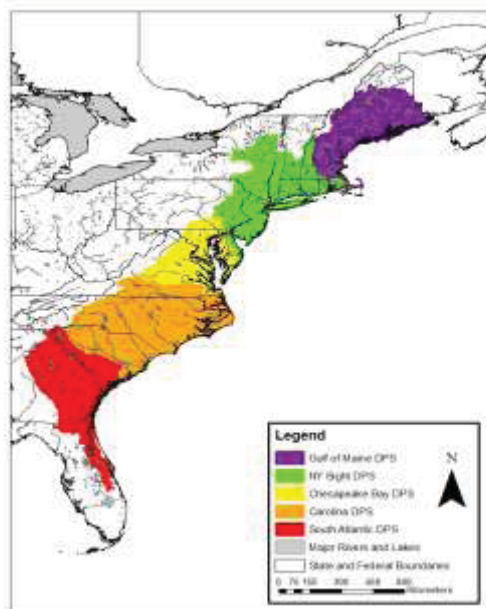 Legend
N
Gulf of Maine DPS
NY Bight DPS
Chesapeake Bay DPS
Carolina DPS
South Atlantic DPS
Major Rivers and Lakes
State and Federal Boundaries
Kilometers